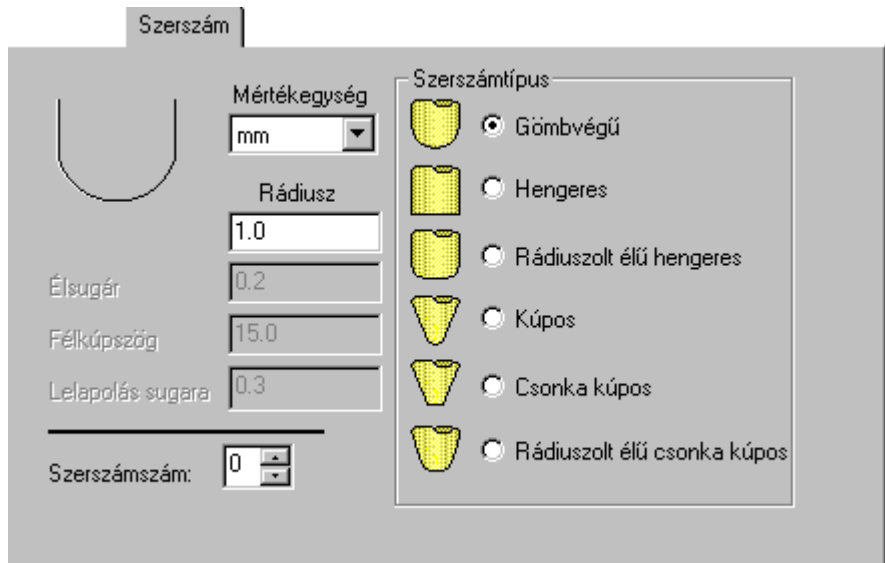 Szerszám
Mértékegység
mm
Rádiusz
1.0
Élsugár
0.2
Félkúpszög
15.0
Lelapolás sugara
0.3
Szerszámszám:
0
Szerszámtípus
Gömbvégű
Hengeres
Rádiuszolt élű hengeres
Kúpos
Csonka kúpos
Rádiuszolt élű csonka kúpos